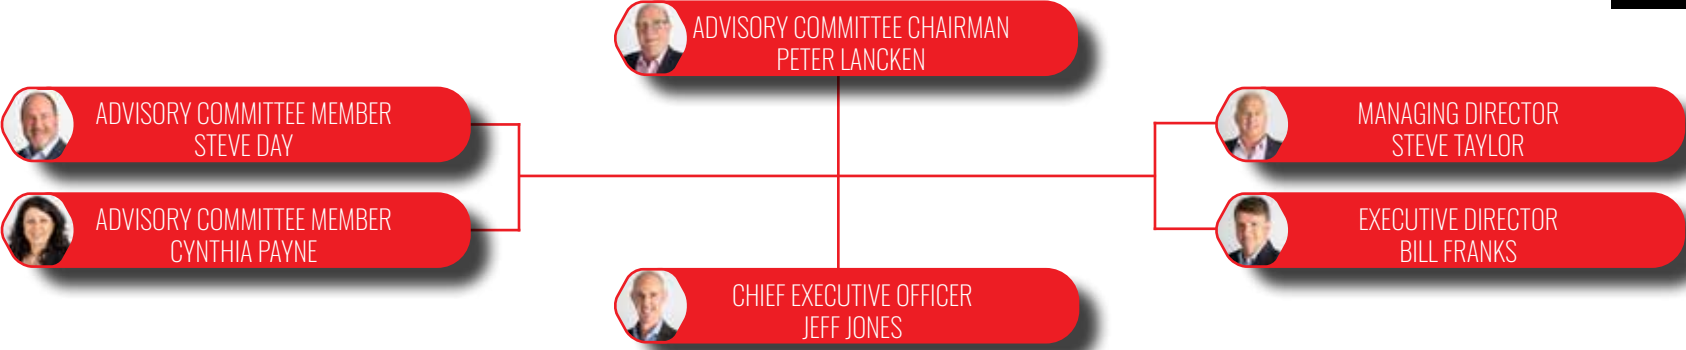 ADVISORY COMMITTEE CHAIRMAN
PETER LANCKEN
ADVISORY COMMITTEE MEMBER
STEVE DAY
MANAGING DIRECTOR
STEVE TAYLOR
ADVISORY COMMITTEE MEMBER
CYNTHIA PAYNE
EXECUTIVE DIRECTOR
BILL FRANKS
CHIEF EXECUTIVE OFFICER
JEFF JONES